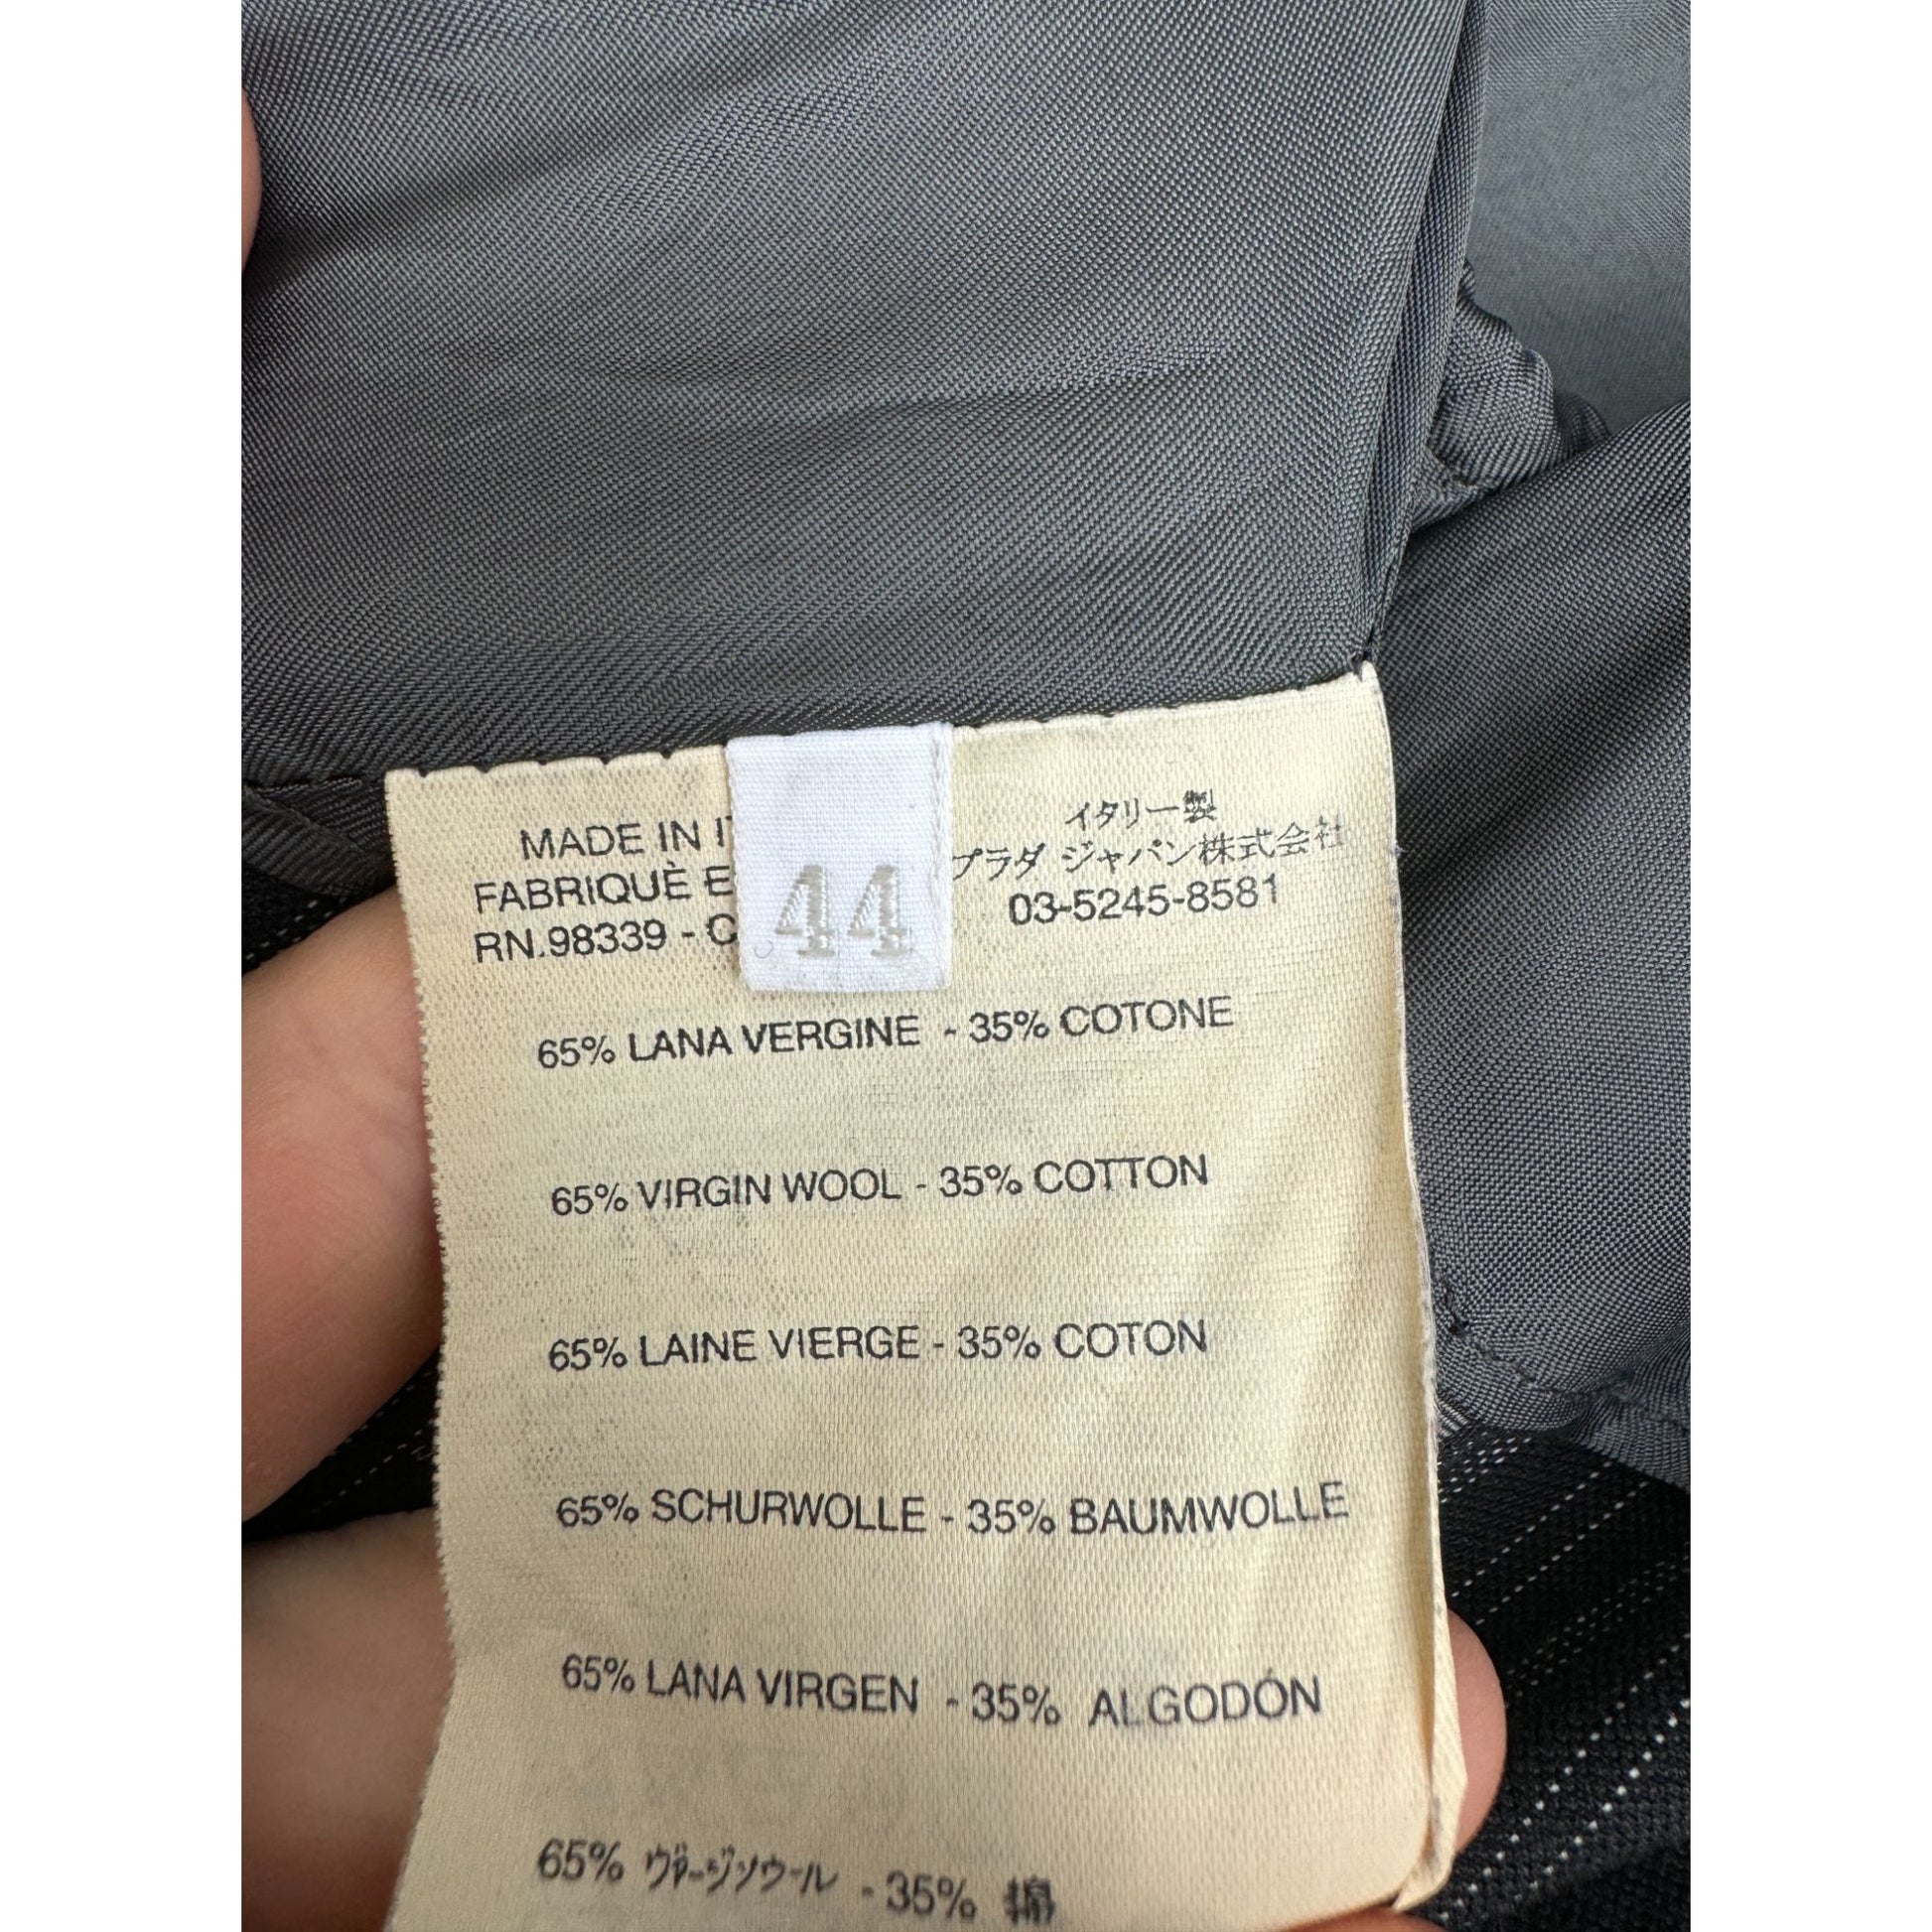 MADE IN IT
FABRIQUÈ E
RN.98339 - C
44
イタリー製
プラダ ジャパン株式会社
03-5245-8581
65% LANA VERGINE - 35% COTONE
65% VIRGIN WOOL - 35% COTTON
65% LAINE VIERGE - 35% COTON
65% SCHURWOLLE - 35% BAUMWOLLE
65% LANA VIRGEN - 35% ALGODÓN
65% ヴァージンウール - 35% 綿